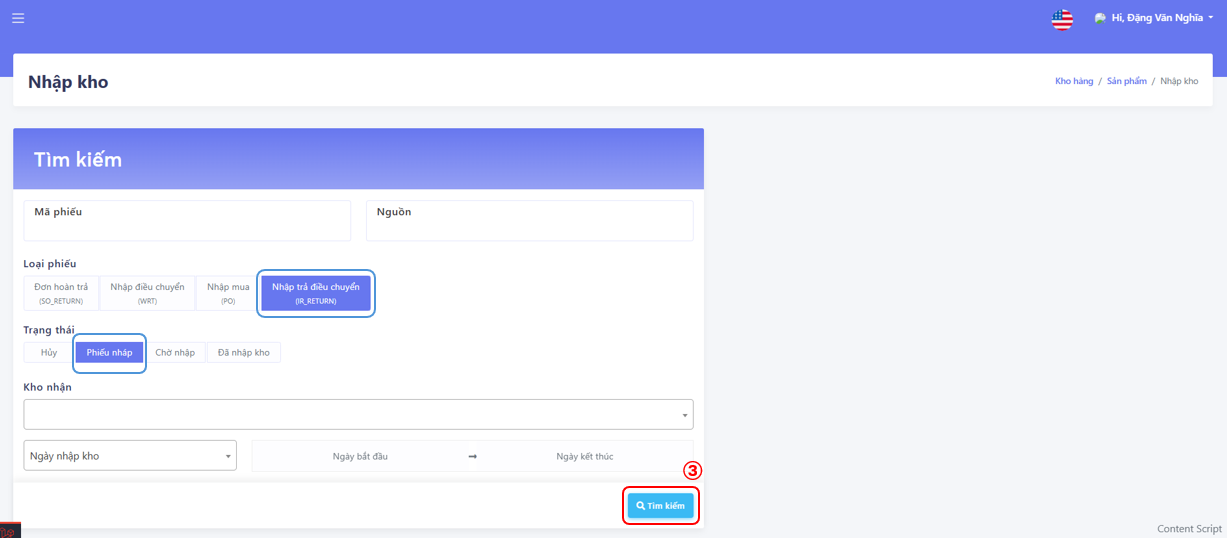 Hi, Đặng Văn Nghĩa
Nhập kho
Kho hàng / Sản phẩm / Nhập kho
Tìm kiếm
Mã phiếu
Nguồn
Loại phiếu
Đơn hoàn trả
(SO_RETURN)
Nhập điều chuyển
(WRT)
Nhập mua
(PO)
Nhập trả điều chuyển
(IR_RETURN)
Trạng thái
Hủy
Phiếu nháp
Chờ nhập
Đã nhập kho
Kho nhận
Ngày nhập kho
Ngày bắt đầu
Ngày kết thúc
③
Tìm kiếm
Content Script